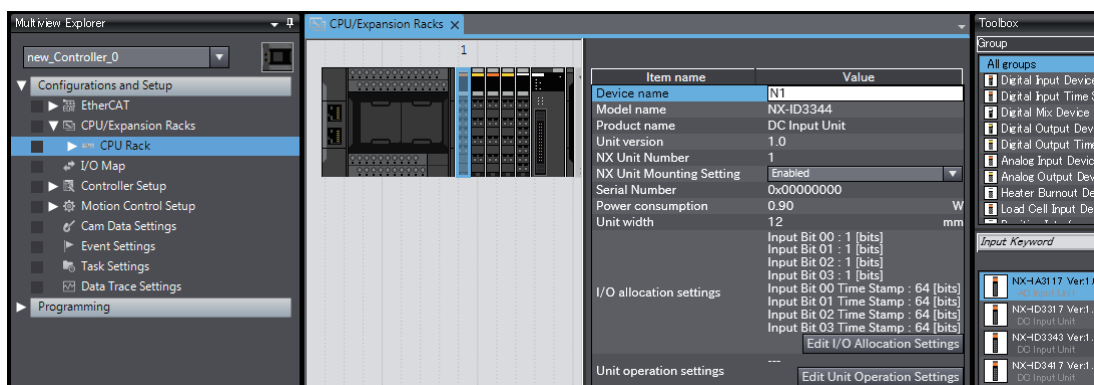 Multiview Explorer
new_Controller_0
Configurations and Setup
EtherCAT
CPU/Expansion Racks
CPU Rack
I/O Map
Controller Setup
Motion Control Setup
Cam Data Settings
Event Settings
Task Settings
Data Trace Settings
Programming
CPU/Expansion Racks
1
Item name Value
Device name N1
Model name NX-ID3344
Product name DC Input Unit
Unit version 1.0
NX Unit Number 1
NX Unit Mounting Setting Enabled
Serial Number 0x00000000
Power consumption 0.90 W
Unit width 12 mm
I/O allocation settings
Input Bit 00 : 1 [bits]
Input Bit 01 : 1 [bits]
Input Bit 02 : 1 [bits]
Input Bit 03 : 1 [bits]
Input Bit 00 Time Stamp : 64 [bits]
Input Bit 01 Time Stamp : 64 [bits]
Input Bit 02 Time Stamp : 64 [bits]
Input Bit 03 Time Stamp : 64 [bits]
Edit I/O Allocation Settings
Unit operation settings
---
Edit Unit Operation Settings
Toolbox
Group
All groups
Digital Input Device
Digital Input Time S
Digital Mix Device
Digital Output Dev
Digital Output Time
Analog Input Devic
Analog Output Dev
Heater Burnout De
Load Cell Input De
Input Keyword
NX-HA3117 Ver.1.
NX-ID3317 Ver.1.
DC Input Unit
NX-ID3343 Ver.1.
DC Input Unit
NX-ID3417 Ver.1.
DC Input Unit